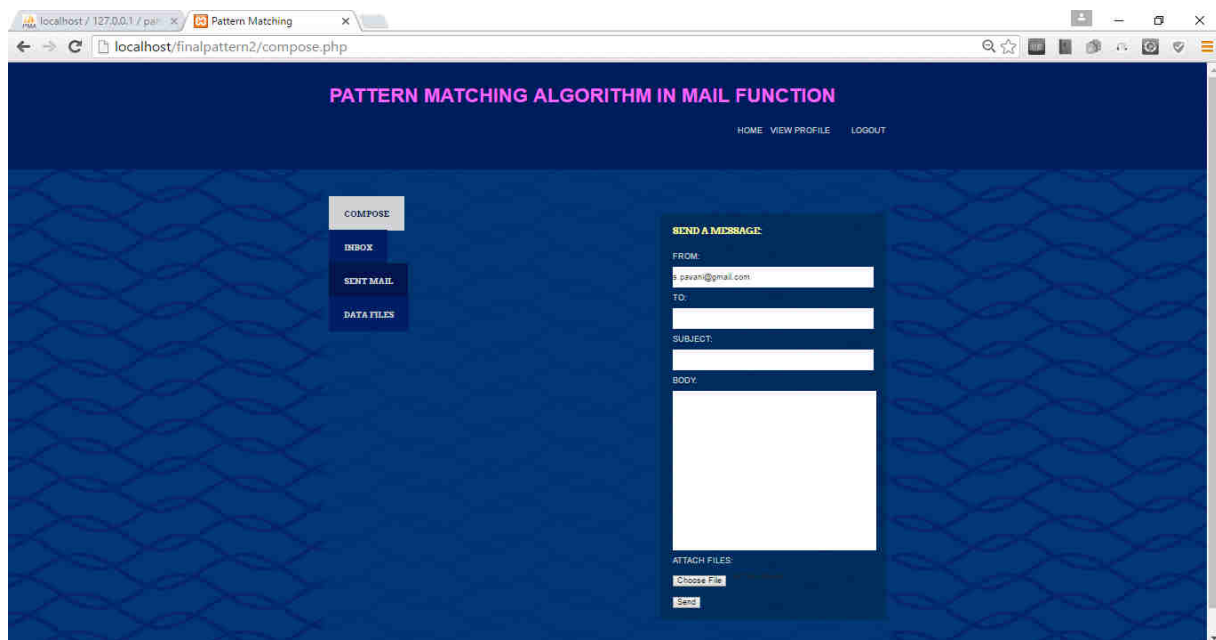 localhost / 127.0.0.1 / pa
Pattern Matching
localhost/finalpattern2/compose.php
PATTERN MATCHING ALGORITHM IN MAIL FUNCTION
HOME VIEW PROFILE LOGOUT
COMPOSE
INBOX
SENT MAIL
DATA FILES
SEND A MESSAGE:
FROM:
s.pavani@gmail.com
TO:
SUBJECT:
BODY:
ATTACH FILES:
Choose File
Send